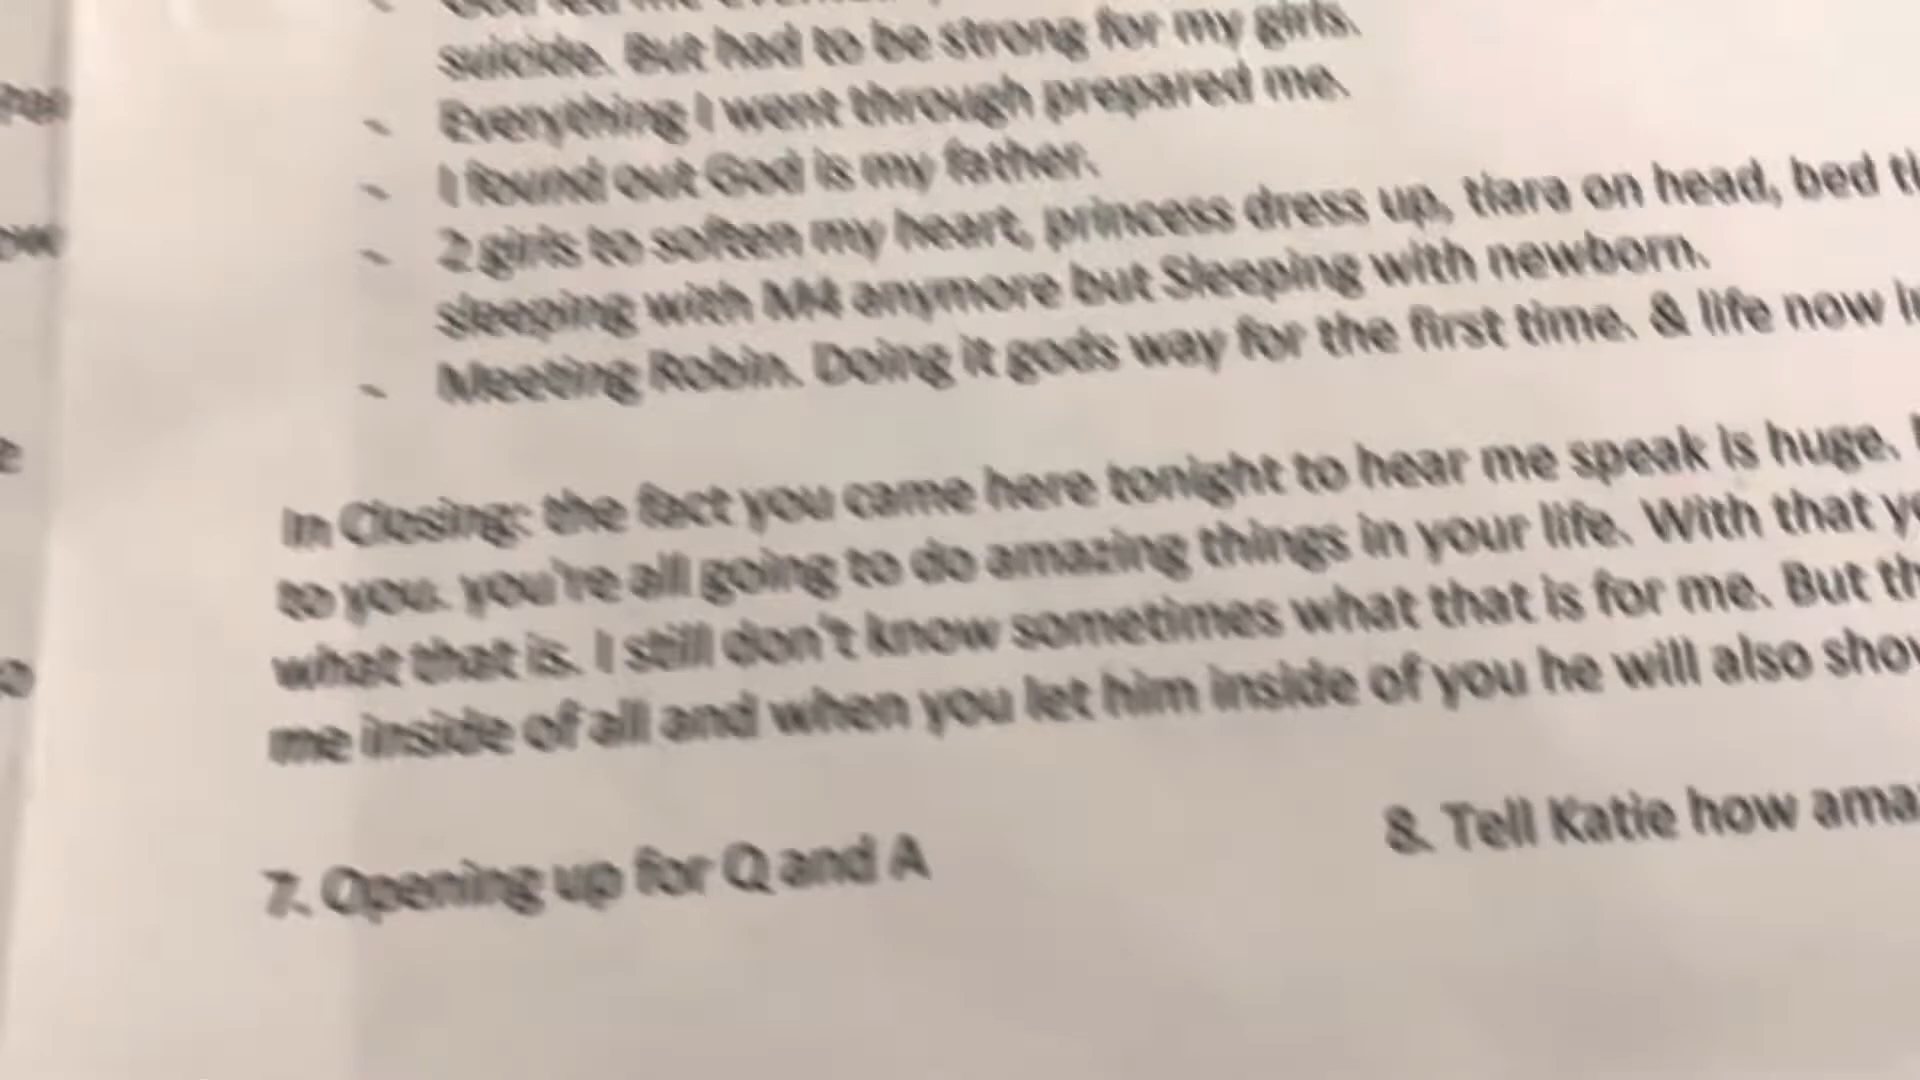 God led me
suicide. But had to be strong for my girls.
- Everything I went through prepared me.
- I found out God is my father.
- 2 girls to soften my heart, princess dress up, tiara on head, bed
sleeping with M4 anymore but Sleeping with newborn.
- Meeting Robin. Doing it gods way for the first time. & life now
In Closing: the fact you came here tonight to hear me speak is huge.
to you. you're all going to do amazing things in your life. With that
what that is. I still don't know sometimes what that is for me. But
me inside of all and when you let him inside of you he will also
7. Opening up for Q and A
8. Tell Katie how